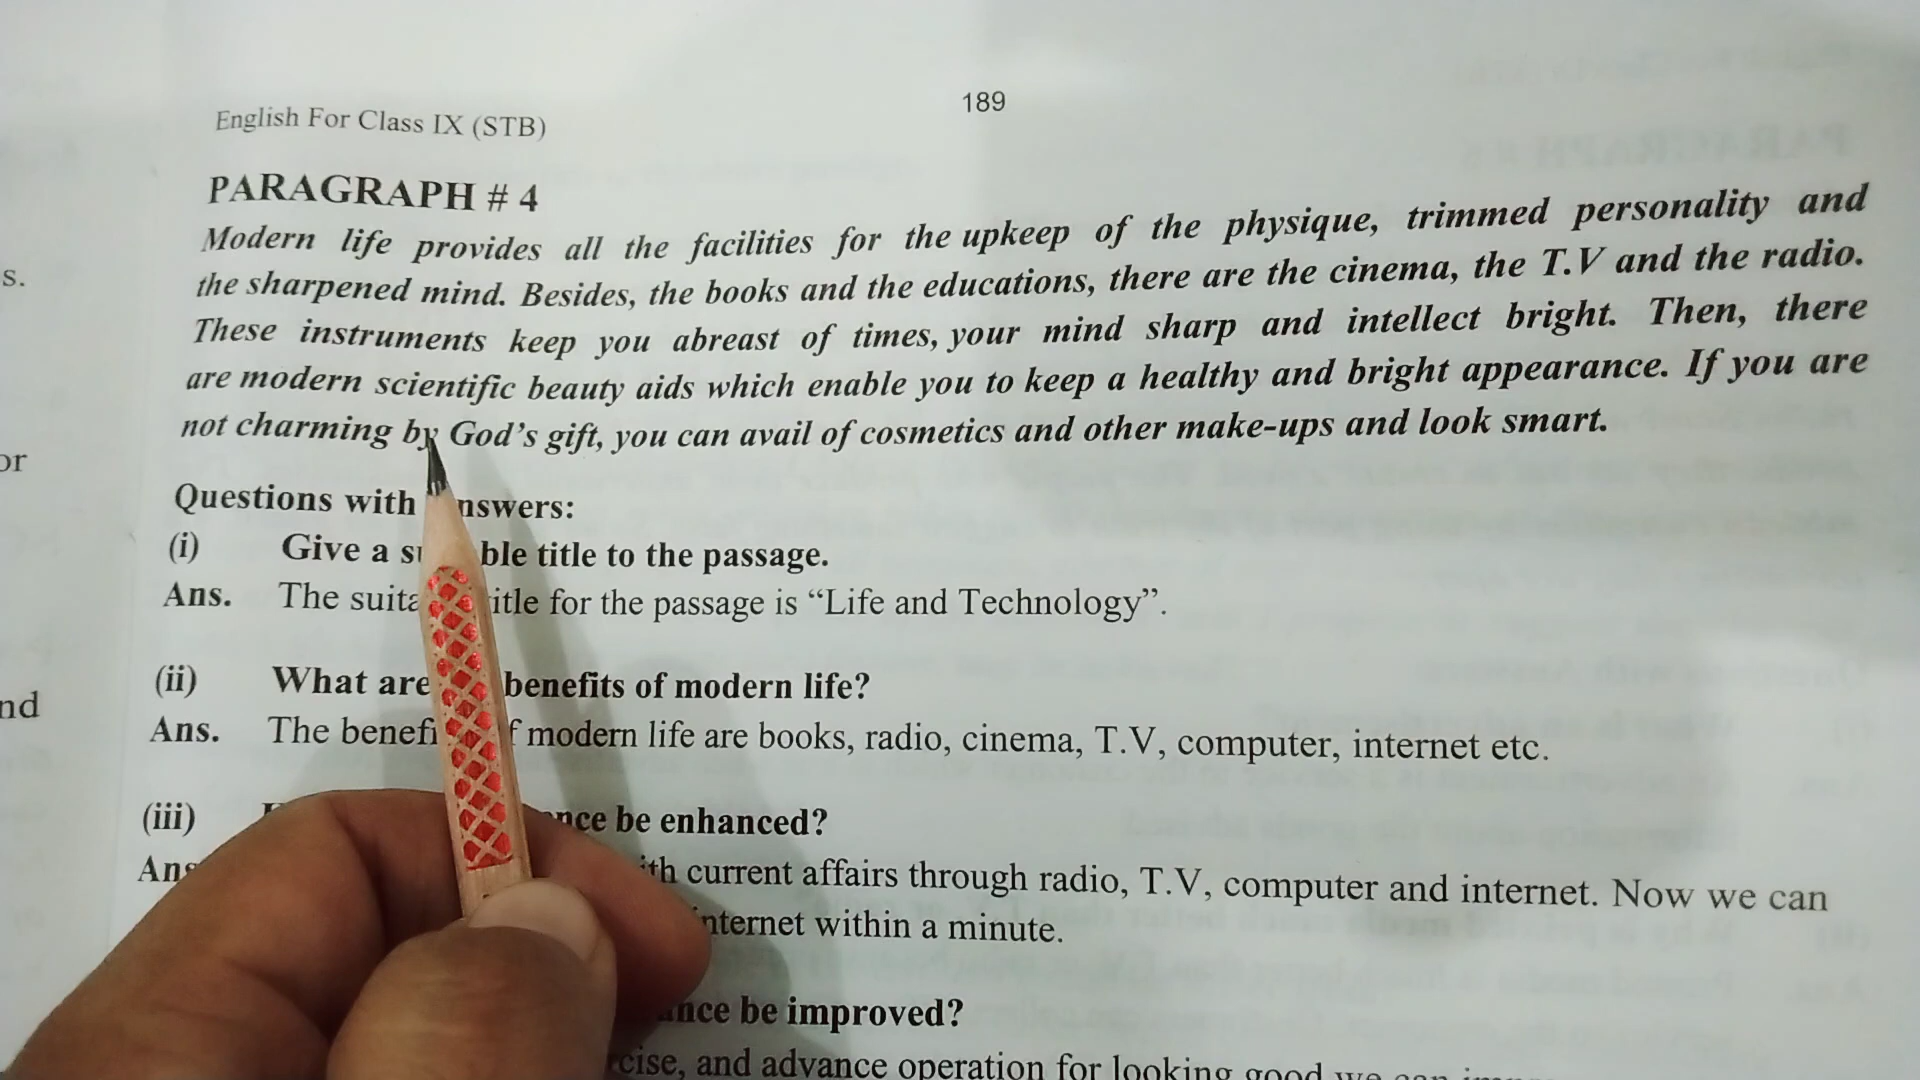 189
English For Class IX (STB)
PARAGRAPH # 4
Modern life provides all the facilities for the upkeep of the physique, trimmed personality and
the sharpened mind. Besides, the books and the educations, there are the cinema, the T.V and the radio.
These instruments keep you abreast of times, your mind sharp and intellect bright. Then, there
are modern scientific beauty aids which enable you to keep a healthy and bright appearance. If you are
not charming by God's gift, you can avail of cosmetics and other make-ups and look smart.
Questions with nswers:
(i) Give a ble title to the passage.
Ans. The suita itle for the passage is “Life and Technology”.
(ii) What are benefits of modern life?
Ans. The benefi f modern life are books, radio, cinema, T.V, computer, internet etc.
(iii) nce be enhanced?
Ans ith current affairs through radio, T.V, computer and internet. Now we can
nternet within a minute.
ance be improved?
cise, and advance operation for looking good we can
s.
or
nd